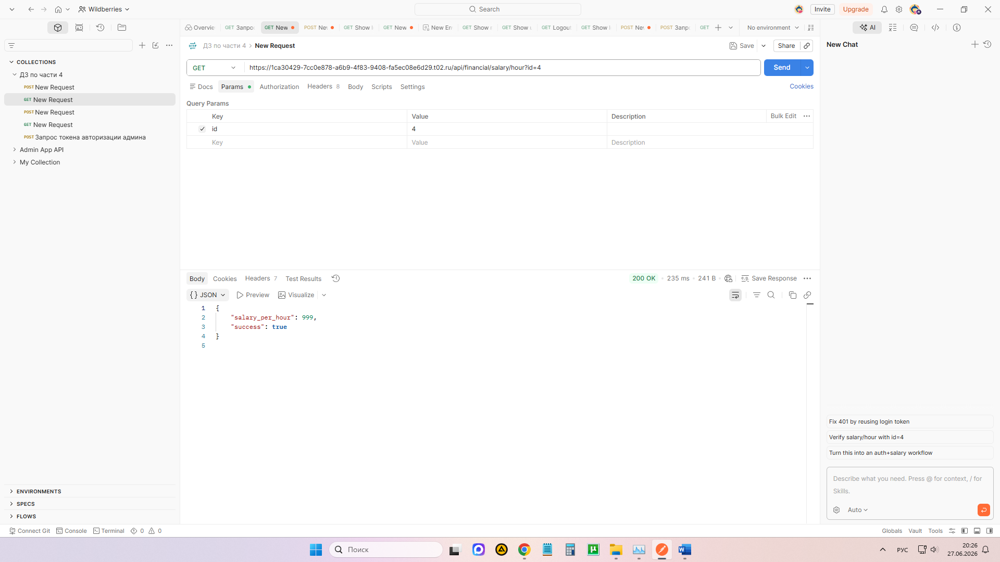 Wildberries
Search
Invite
Upgrade
Overvie
GET Запрос
GET New
POST Ne
GET Show l
GET New
New En
GET Show r
GET Show u
GET Logout
GET Show l
POST Ne
POST Запр
GET
No environment
AI
ДЗ по части 4 > New Request
Save
Share
New Chat
COLLECTIONS
ДЗ по части 4
POST New Request
GET New Request
POST New Request
GET New Request
POST Запрос токена авторизации админа
Admin App API
My Collection
GET
https://1ca30429-7cc0e878-a6b9-4f83-9408-fa5ec08e6d29.t02.ru/api/financial/salary/hour?id=4
Send
Docs
Params
Authorization
Headers 8
Body
Scripts
Settings
Cookies
Query Params
Key Value Description Bulk Edit
id 4
Key Value Description
Body
Cookies
Headers 7
Test Results
200 OK
235 ms
241 B
Save Response
{} JSON
Preview
Visualize
1 {
2 "salary_per_hour": 999,
3 "success": true
4 }
5
Fix 401 by reusing login token
Verify salary/hour with id=4
Turn this into an auth+salary workflow
Describe what you need. Press @ for context, / for
Skills.
Auto
ENVIRONMENTS
SPECS
FLOWS
Connect Git
Console
Terminal
0
0
Globals
Vault
Tools
Поиск
РУС
20:26
27.06.2026